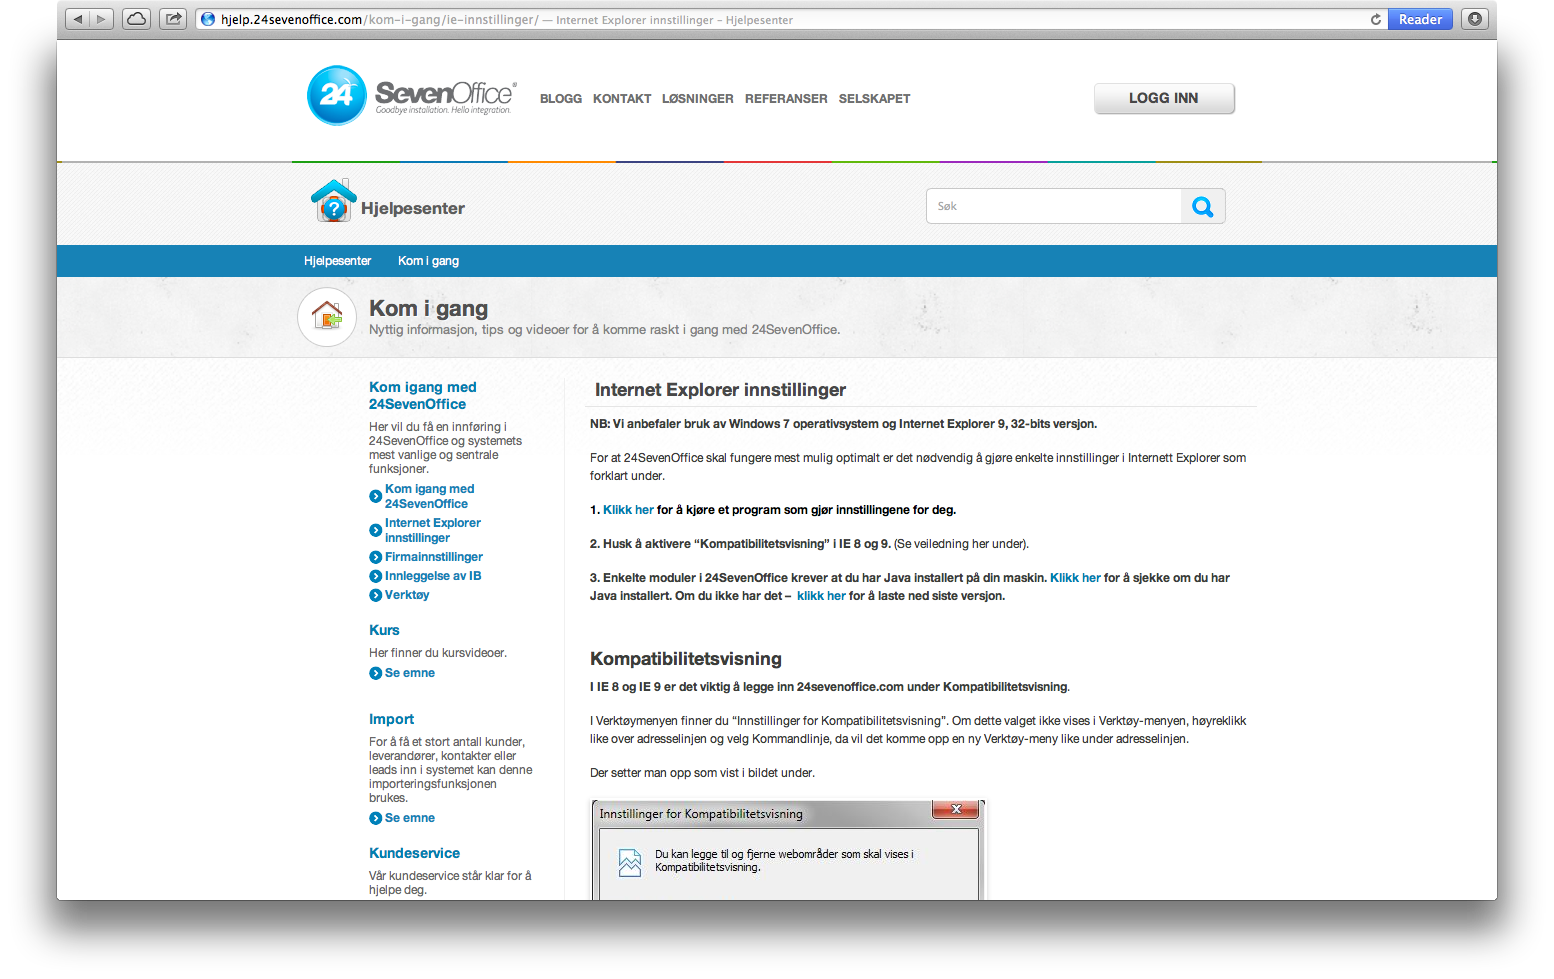 hjelp.24sevenoffice.com/kom-i-gang/ie-innstillinger/ — Internet Explorer innstillinger – Hjelpesenter
Reader
24 SevenOffice®
Goodbye installation. Hello integration.
BLOGG KONTAKT LØSNINGER REFERANSER SELSKAPET
LOGG INN
Hjelpesenter
Søk
Hjelpesenter Kom i gang
Kom i gang
Nyttig informasjon, tips og videoer for å komme raskt i gang med 24SevenOffice.
Kom igang med
24SevenOffice
Her vil du få en innføring i
24SevenOffice og systemets
mest vanlige og sentrale
funksjoner.
Kom igang med
24SevenOffice
Internet Explorer
innstillinger
Firmainnstillinger
Innleggelse av IB
Verktøy
Kurs
Her finner du kursvideoer.
Se emne
Import
For å få et stort antall kunder,
leverandører, kontakter eller
leads inn i systemet kan denne
importeringsfunksjonen
brukes.
Se emne
Kundeservice
Vår kundeservice står klar for å
hjelpe deg.
Internet Explorer innstillinger
NB: Vi anbefaler bruk av Windows 7 operativsystem og Internet Explorer 9, 32-bits versjon.
For at 24SevenOffice skal fungere mest mulig optimalt er det nødvendig å gjøre enkelte innstillinger i Internett Explorer som
forklart under.
1. Klikk her for å kjøre et program som gjør innstillingene for deg.
2. Husk å aktivere “Kompatibilitetsvisning” i IE 8 og 9. (Se veiledning her under).
3. Enkelte moduler i 24SevenOffice krever at du har Java installert på din maskin. Klikk her for å sjekke om du har
Java installert. Om du ikke har det – klikk her for å laste ned siste versjon.
Kompatibilitetsvisning
I IE 8 og IE 9 er det viktig å legge inn 24sevenoffice.com under Kompatibilitetsvisning.
I Verktøymenyen finner du “Innstillinger for Kompatibilitetsvisning”. Om dette valget ikke vises i Verktøy-menyen, høyreklikk
like over adresselinjen og velg Kommandlinje, da vil det komme opp en ny Verktøy-meny like under adresselinjen.
Der setter man opp som vist i bildet under.
Innstillinger for Kompatibilitetsvisning
Du kan legge til og fjerne webområder som skal vises i
Kompatibilitetsvisning.